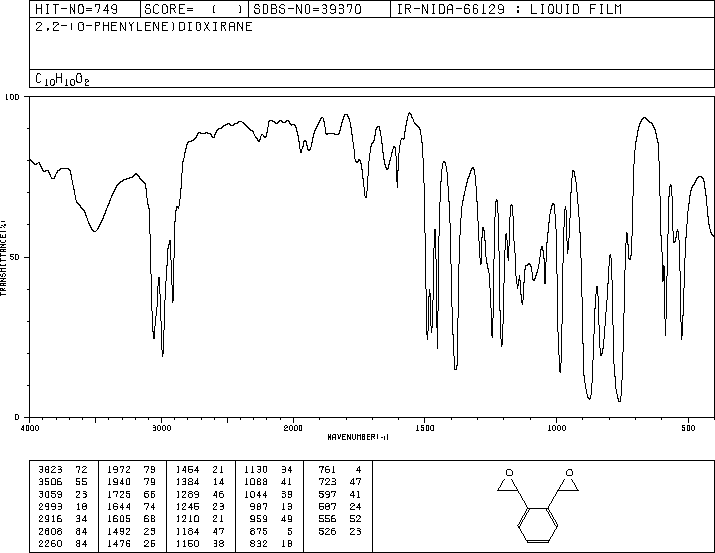 HIT-NO=749 SCORE= ( ) SDBS-NO=39370 IR-NIDA-66129 : LIQUID FILM
2,2-(O-PHENYLENE)DIOXIRANE
C10H10O2
100
50
0
TRANSMITTANCE(%)
4000 3000 2000 1500 1000 500
WAVENUMBER(-1)
3823 72 1972 79 1454 21 1130 34 761 4
3506 55 1940 79 1384 14 1088 41 723 47
3059 23 1725 66 1289 46 1044 39 597 41
2993 18 1644 74 1245 23 987 13 587 24
2916 34 1605 68 1210 21 959 49 556 52
2808 84 1492 23 1184 47 875 5 526 23
2260 84 1476 25 1150 38 832 18
O O